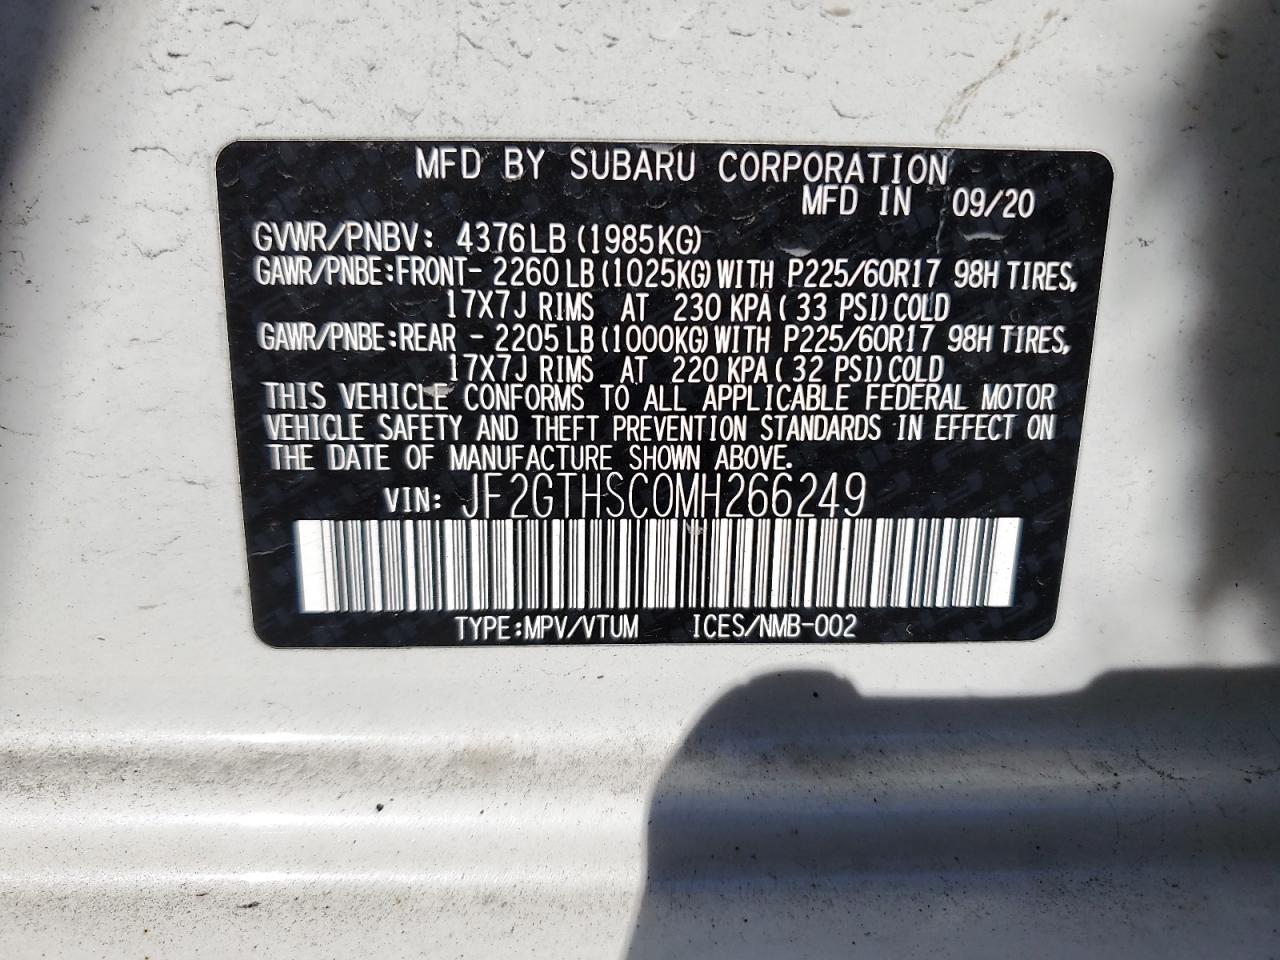 MFD BY SUBARU CORPORATION
MFD IN 09/20
GVWR/PNBV: 4376LB (1985KG)
GAWR/PNBE:FRONT- 2260 LB (1025KG) WITH P225/60R17 98H TIRES,
17X7J RIMS AT 230 KPA ( 33 PSI) COLD
GAWR/PNBE:REAR - 2205 LB (1000KG) WITH P225/60R17 98H TIRES,
17X7J RIMS AT 220 KPA ( 32 PSI) COLD
THIS VEHICLE CONFORMS TO ALL APPLICABLE FEDERAL MOTOR
VEHICLE SAFETY AND THEFT PREVENTION STANDARDS IN EFFECT ON
THE DATE OF MANUFACTURE SHOWN ABOVE.
VIN: JF2GTHSC0MH266249
TYPE:MPV/VTUM ICES/NMB-002